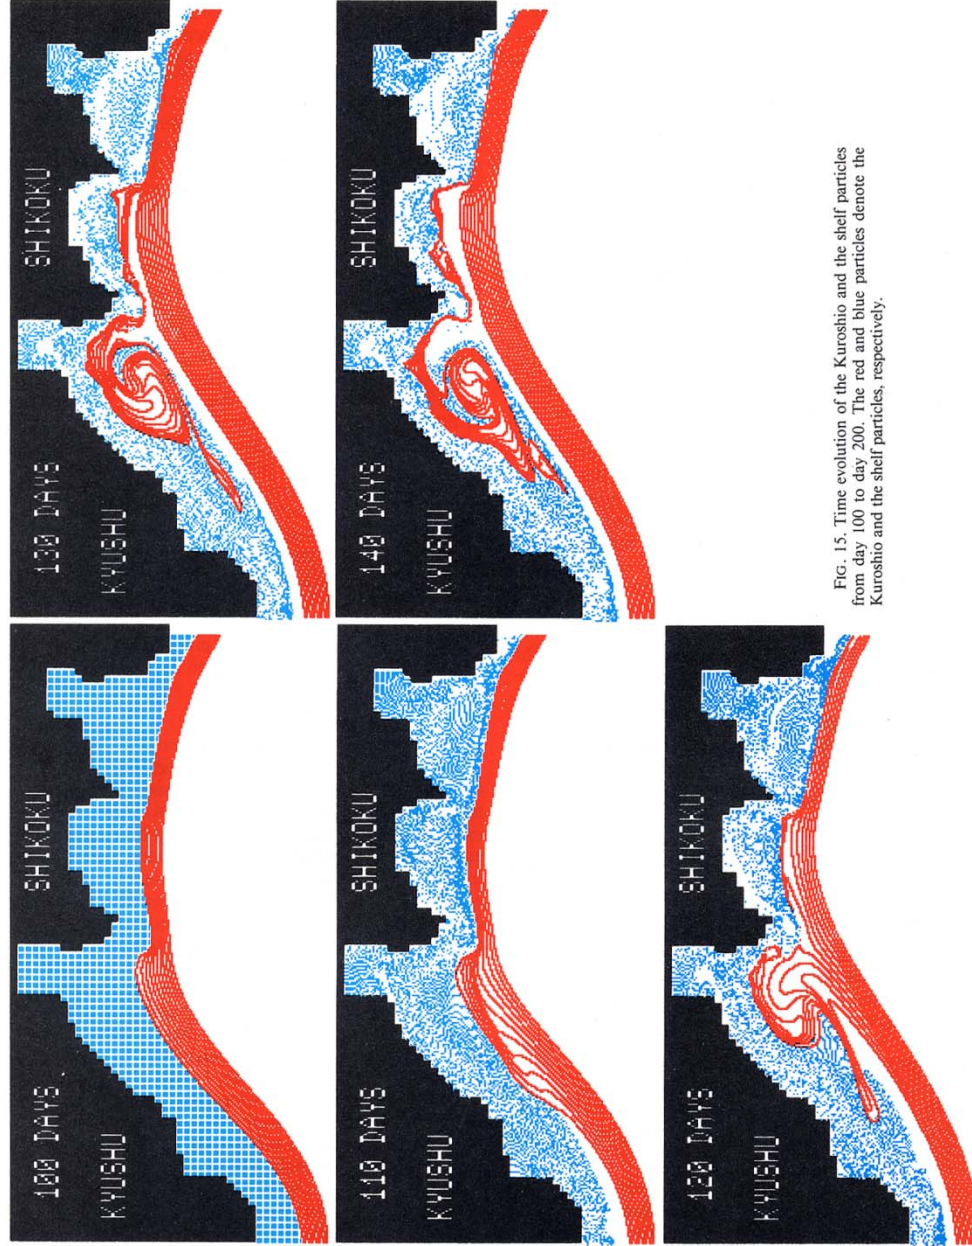 100 DAYS
SHIKOKU
KYUSHU
110 DAYS
SHIKOKU
KYUSHU
120 DAYS
SHIKOKU
KYUSHU
130 DAYS
SHIKOKU
KYUSHU
140 DAYS
SHIKOKU
KYUSHU
FIG. 15. Time evolution of the Kuroshio and the shelf particles
from day 100 to day 200. The red and blue particles denote the
Kuroshio and the shelf particles, respectively.